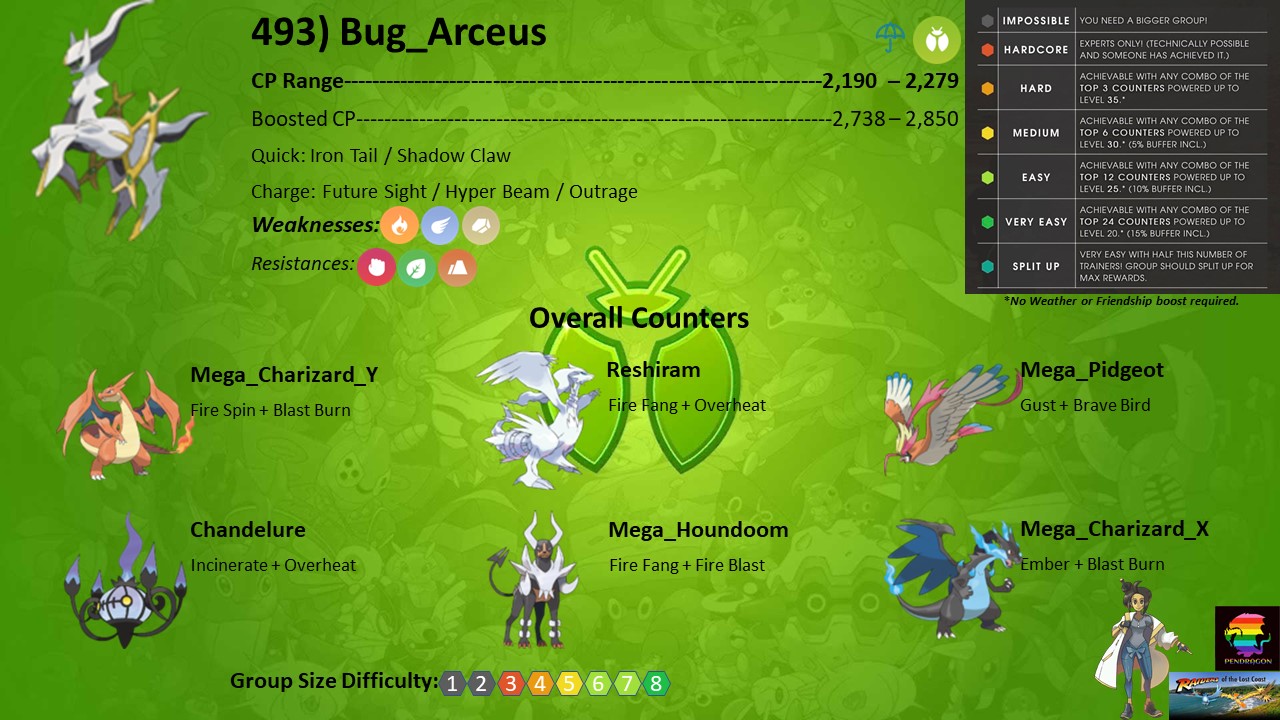 493) Bug_Arceus
CP Range--------------------------------------------------------------------2,190 – 2,279
Boosted CP--------------------------------------------------------------------2,738 – 2,850
Quick: Iron Tail / Shadow Claw
Charge: Future Sight / Hyper Beam / Outrage
Weaknesses:
Resistances:
IMPOSSIBLE YOU NEED A BIGGER GROUP!
HARDCORE EXPERTS ONLY! (TECHNICALLY POSSIBLE
AND SOMEONE HAS ACHIEVED IT.)
HARD ACHIEVABLE WITH ANY COMBO OF THE
TOP 3 COUNTERS POWERED UP TO
LEVEL 35.*
MEDIUM ACHIEVABLE WITH ANY COMBO OF THE
TOP 6 COUNTERS POWERED UP TO
LEVEL 30.* (5% BUFFER INCL.)
EASY ACHIEVABLE WITH ANY COMBO OF THE
TOP 12 COUNTERS POWERED UP TO
LEVEL 25.* (10% BUFFER INCL.)
VERY EASY ACHIEVABLE WITH ANY COMBO OF THE
TOP 24 COUNTERS POWERED UP TO
LEVEL 20.* (15% BUFFER INCL.)
SPLIT UP VERY EASY WITH HALF THIS NUMBER OF
TRAINERS! GROUP SHOULD SPLIT UP FOR
MAX REWARDS.
*No Weather or Friendship boost required.
Overall Counters
Mega_Charizard_Y
Fire Spin + Blast Burn
Reshiram
Fire Fang + Overheat
Mega_Pidgeot
Gust + Brave Bird
Chandelure
Incinerate + Overheat
Mega_Houndoom
Fire Fang + Fire Blast
Mega_Charizard_X
Ember + Blast Burn
Group Size Difficulty: 1 2 3 4 5 6 7 8
PENDROGON
RAIDERS of the Lost Coast